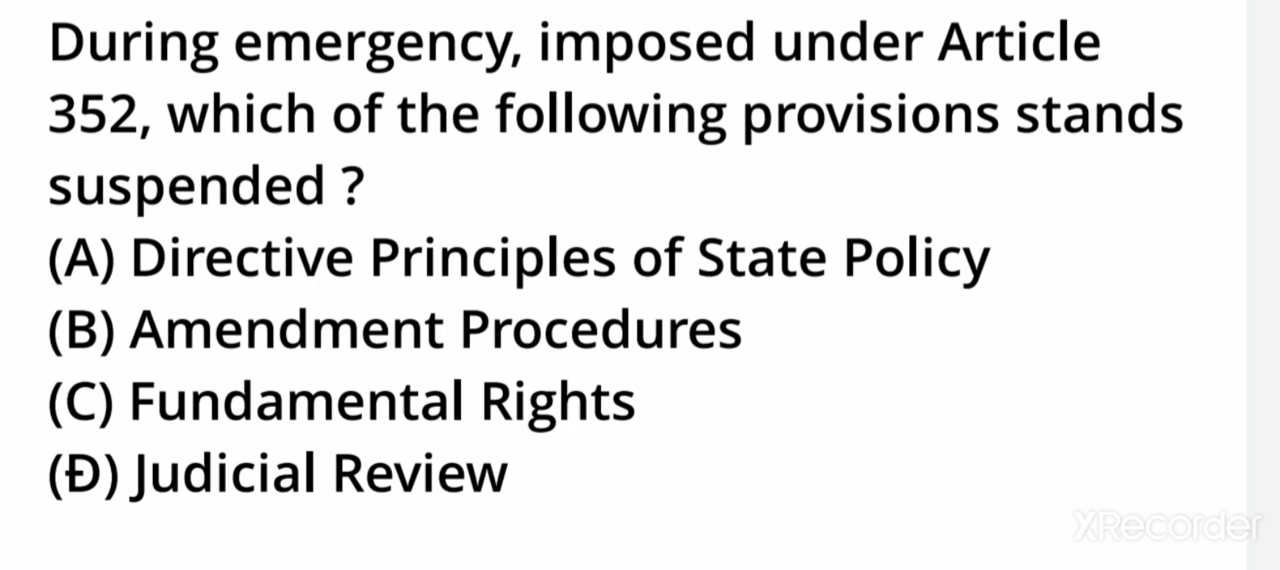 During emergency, imposed under Article
352, which of the following provisions stands
suspended ?
(A) Directive Principles of State Policy
(B) Amendment Procedures
(C) Fundamental Rights
(Ð) Judicial Review
XRecorder